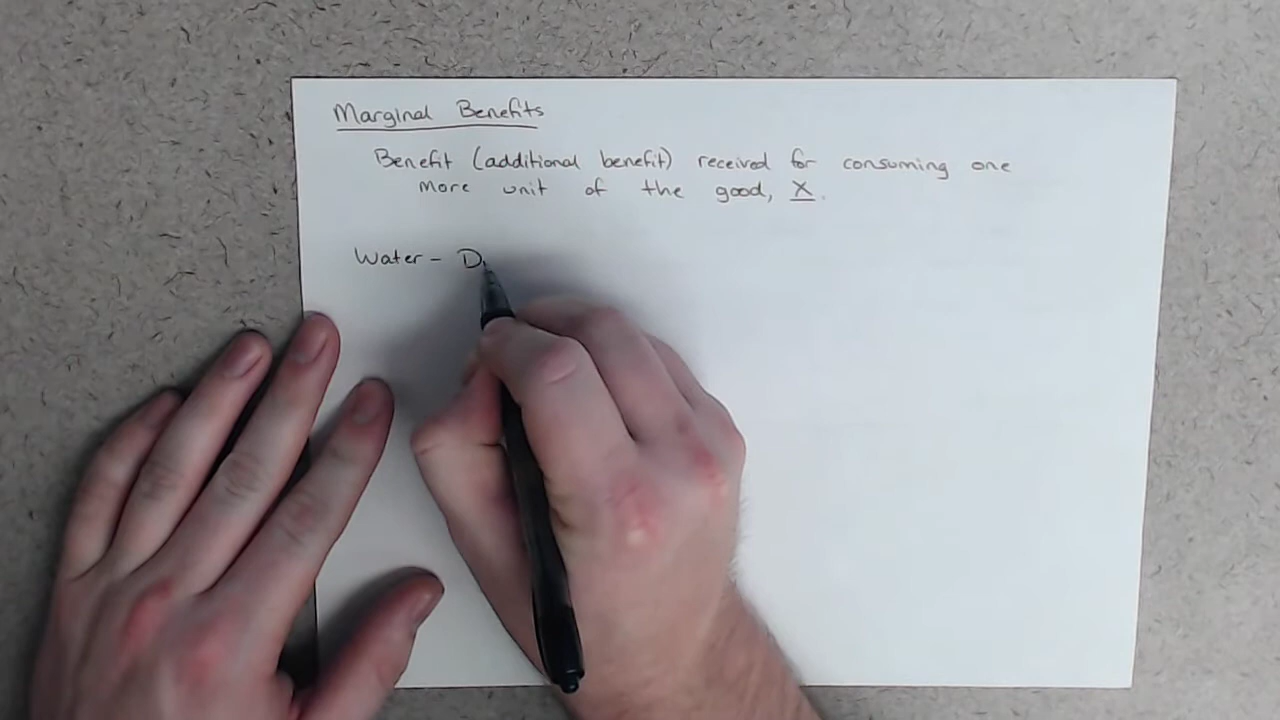 Marginal Benefits
Benefit (additional benefit) received for consuming one
more unit of the good, X.
Water - D